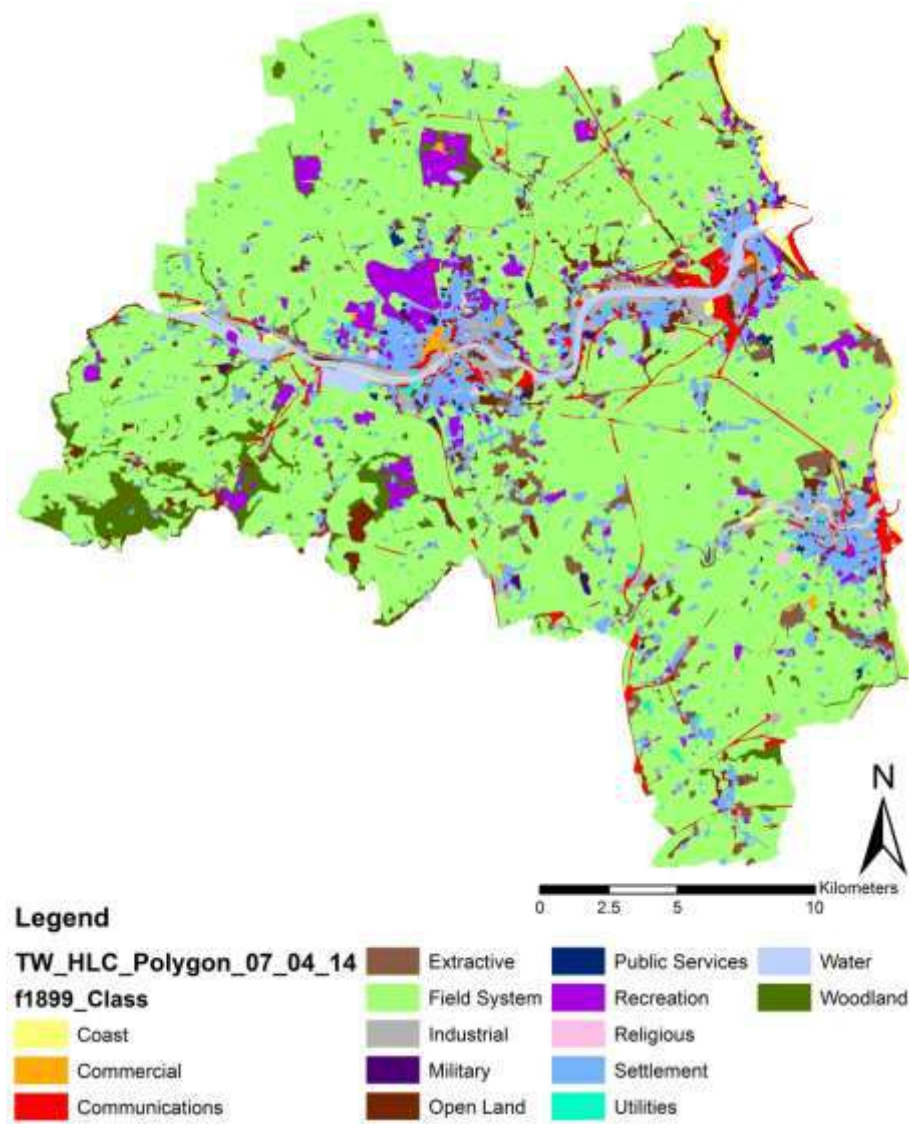 N
Kilometers
0 2.5 5 10
Legend
TW_HLC_Polygon_07_04_14
f1899_Class
Coast
Commercial
Communications
Extractive
Field System
Industrial
Military
Open Land
Public Services
Recreation
Religious
Settlement
Utilities
Water
Woodland